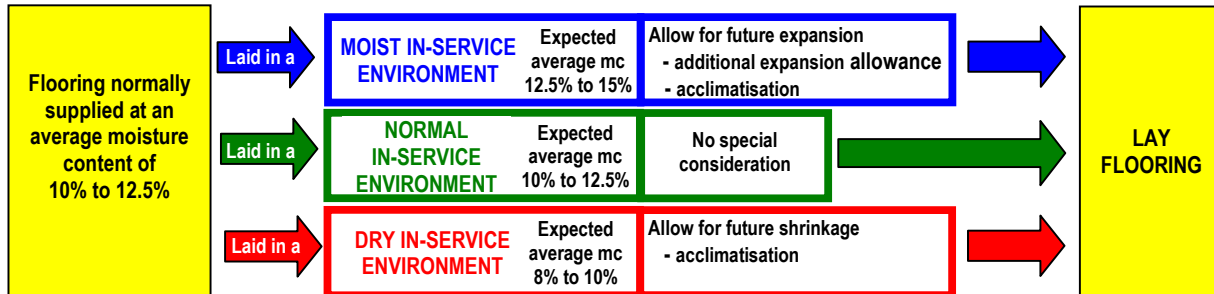 Flooring normally
supplied at an
average moisture
content of
10% to 12.5%
Laid in a
MOIST IN-SERVICE
ENVIRONMENT
Expected
average mc
12.5% to 15%
Allow for future expansion
- additional expansion allowance
- acclimatisation
Laid in a
NORMAL
IN-SERVICE
ENVIRONMENT
Expected
average mc
10% to 12.5%
No special
consideration
Laid in a
DRY IN-SERVICE
ENVIRONMENT
Expected
average mc
8% to 10%
Allow for future shrinkage
- acclimatisation
LAY
FLOORING